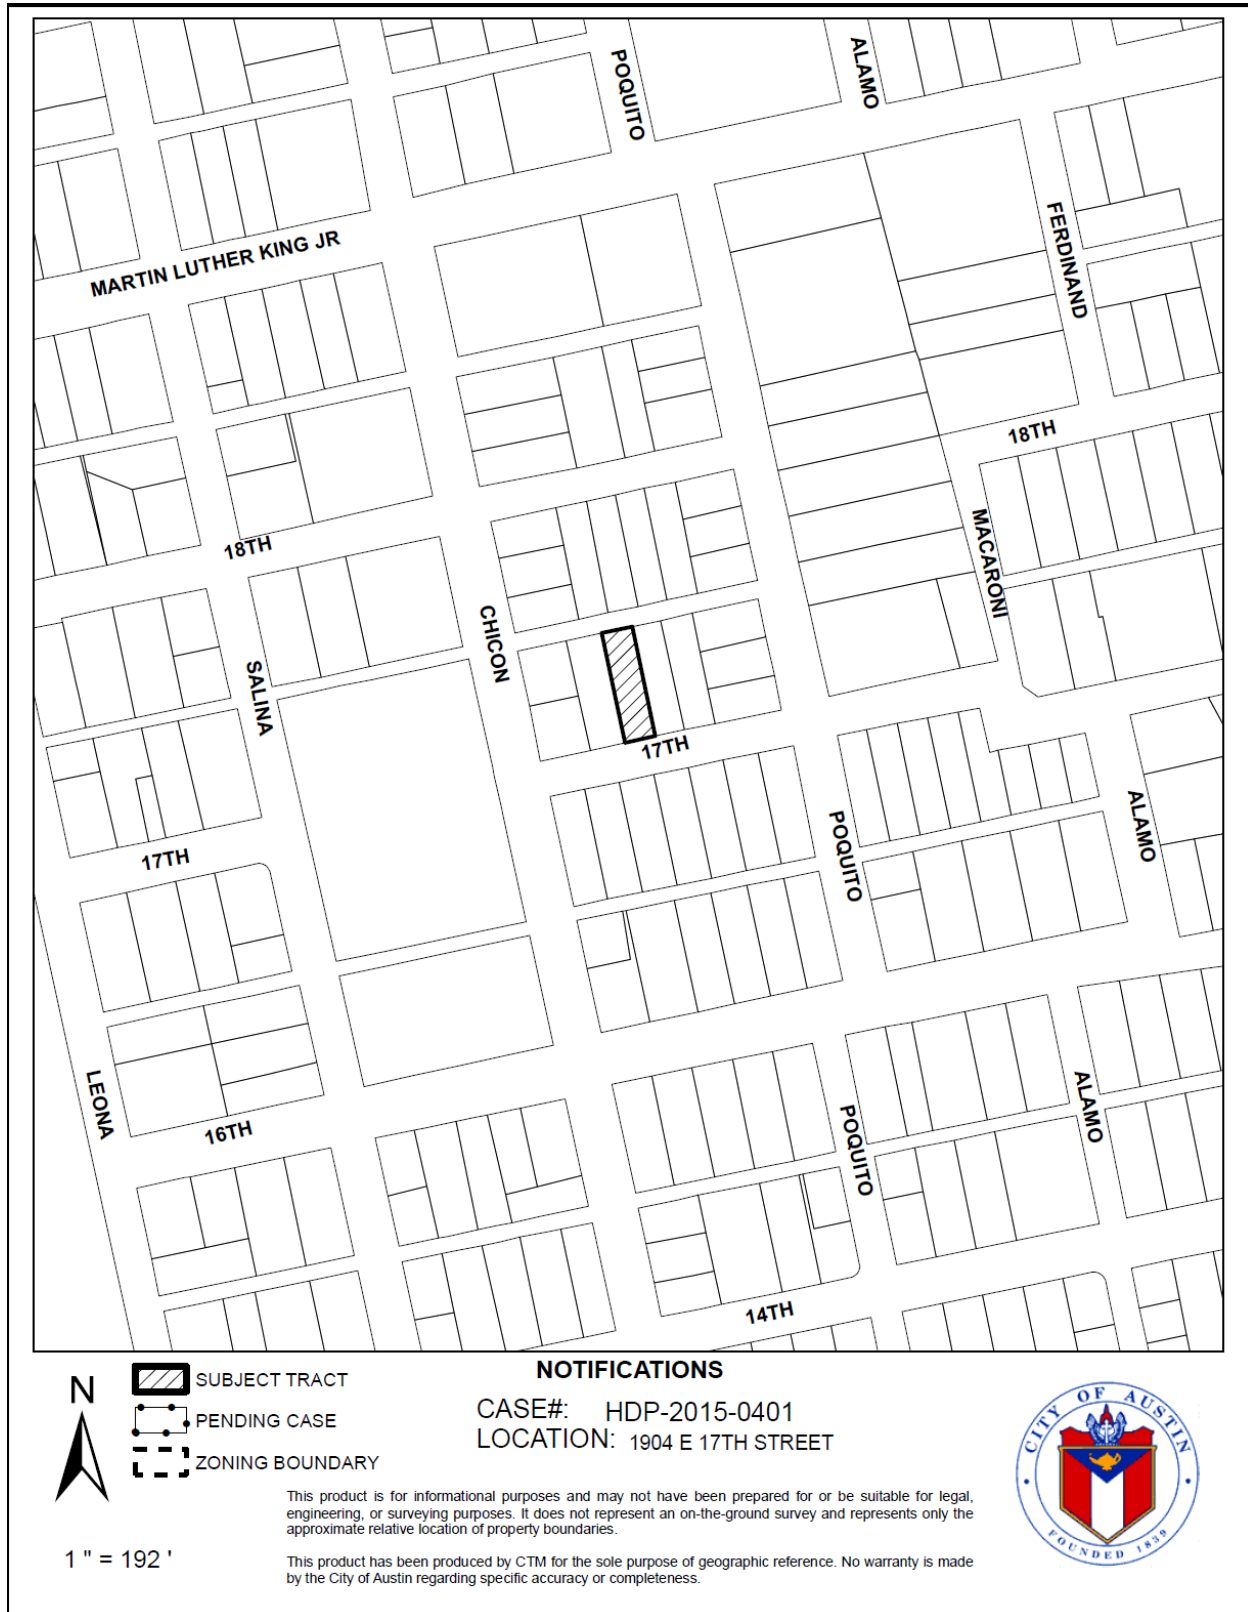 POQUITO
ALAMO
MARTIN LUTHER KING JR
FERDINAND
18TH
18TH
MACARONI
CHICON
SALINA
17TH
17TH
POQUITO
ALAMO
LEONA
16TH
POQUITO
ALAMO
14TH
N
1 " = 192 '
SUBJECT TRACT
PENDING CASE
ZONING BOUNDARY
NOTIFICATIONS
CASE#: HDP-2015-0401
LOCATION: 1904 E 17TH STREET
This product is for informational purposes and may not have been prepared for or be suitable for legal,
engineering, or surveying purposes. It does not represent an on-the-ground survey and represents only the
approximate relative location of property boundaries.
This product has been produced by CTM for the sole purpose of geographic reference. No warranty is made
by the City of Austin regarding specific accuracy or completeness.
CITY OF AUSTIN
FOUNDED 1839